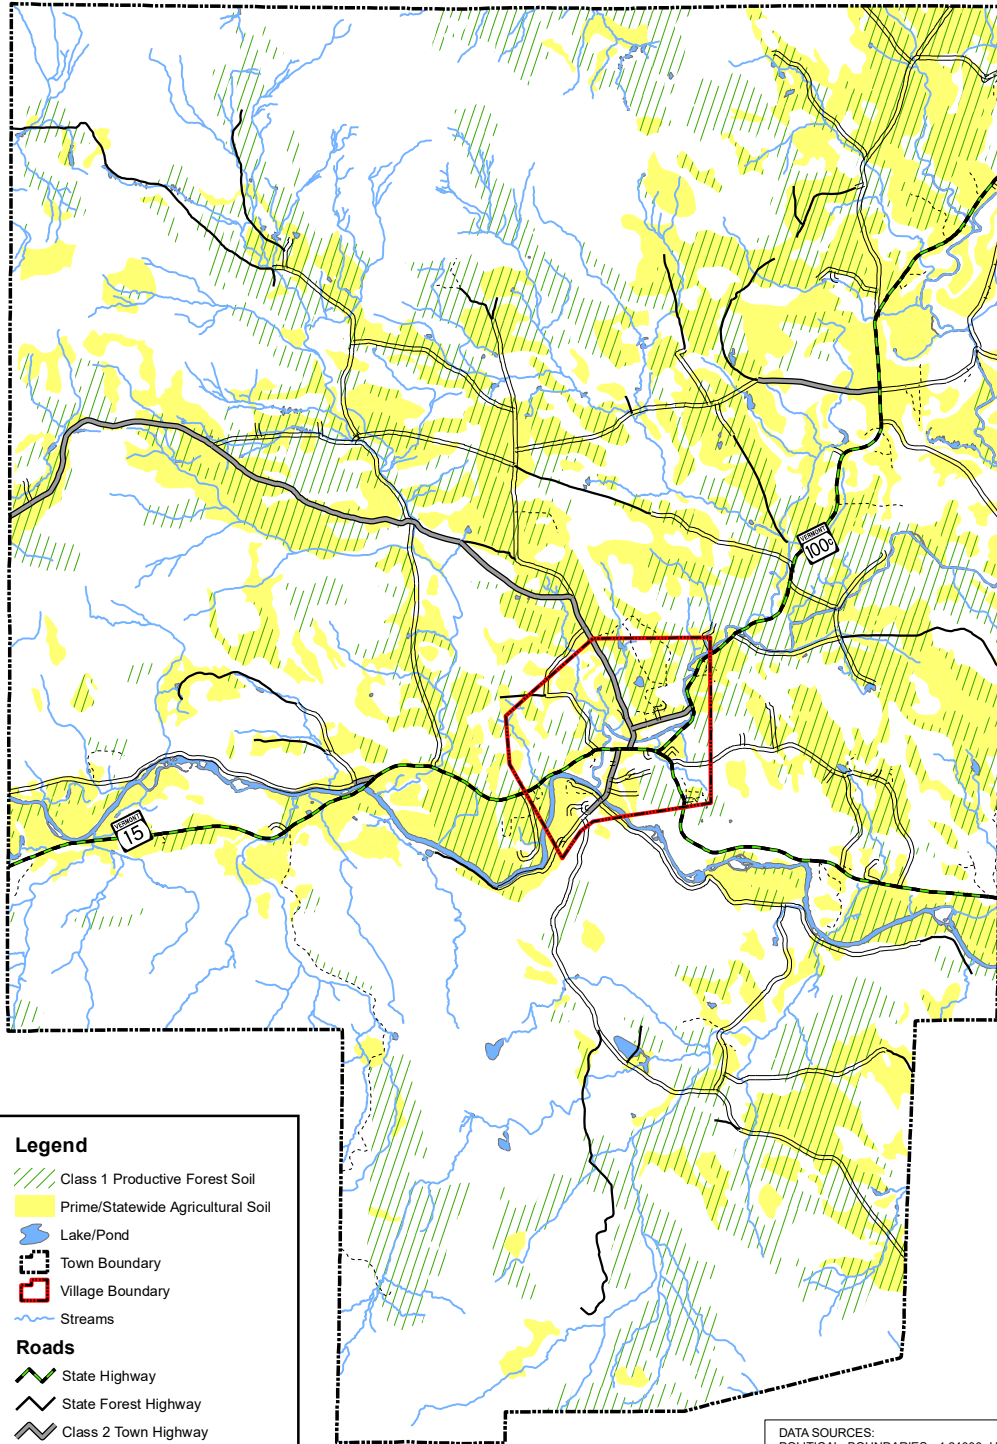 VERMONT
100C
VERMONT
15
Legend
Class 1 Productive Forest Soil
Prime/Statewide Agricultural Soil
Lake/Pond
Town Boundary
Village Boundary
Streams
Roads
State Highway
State Forest Highway
Class 2 Town Highway
DATA SOURCES: